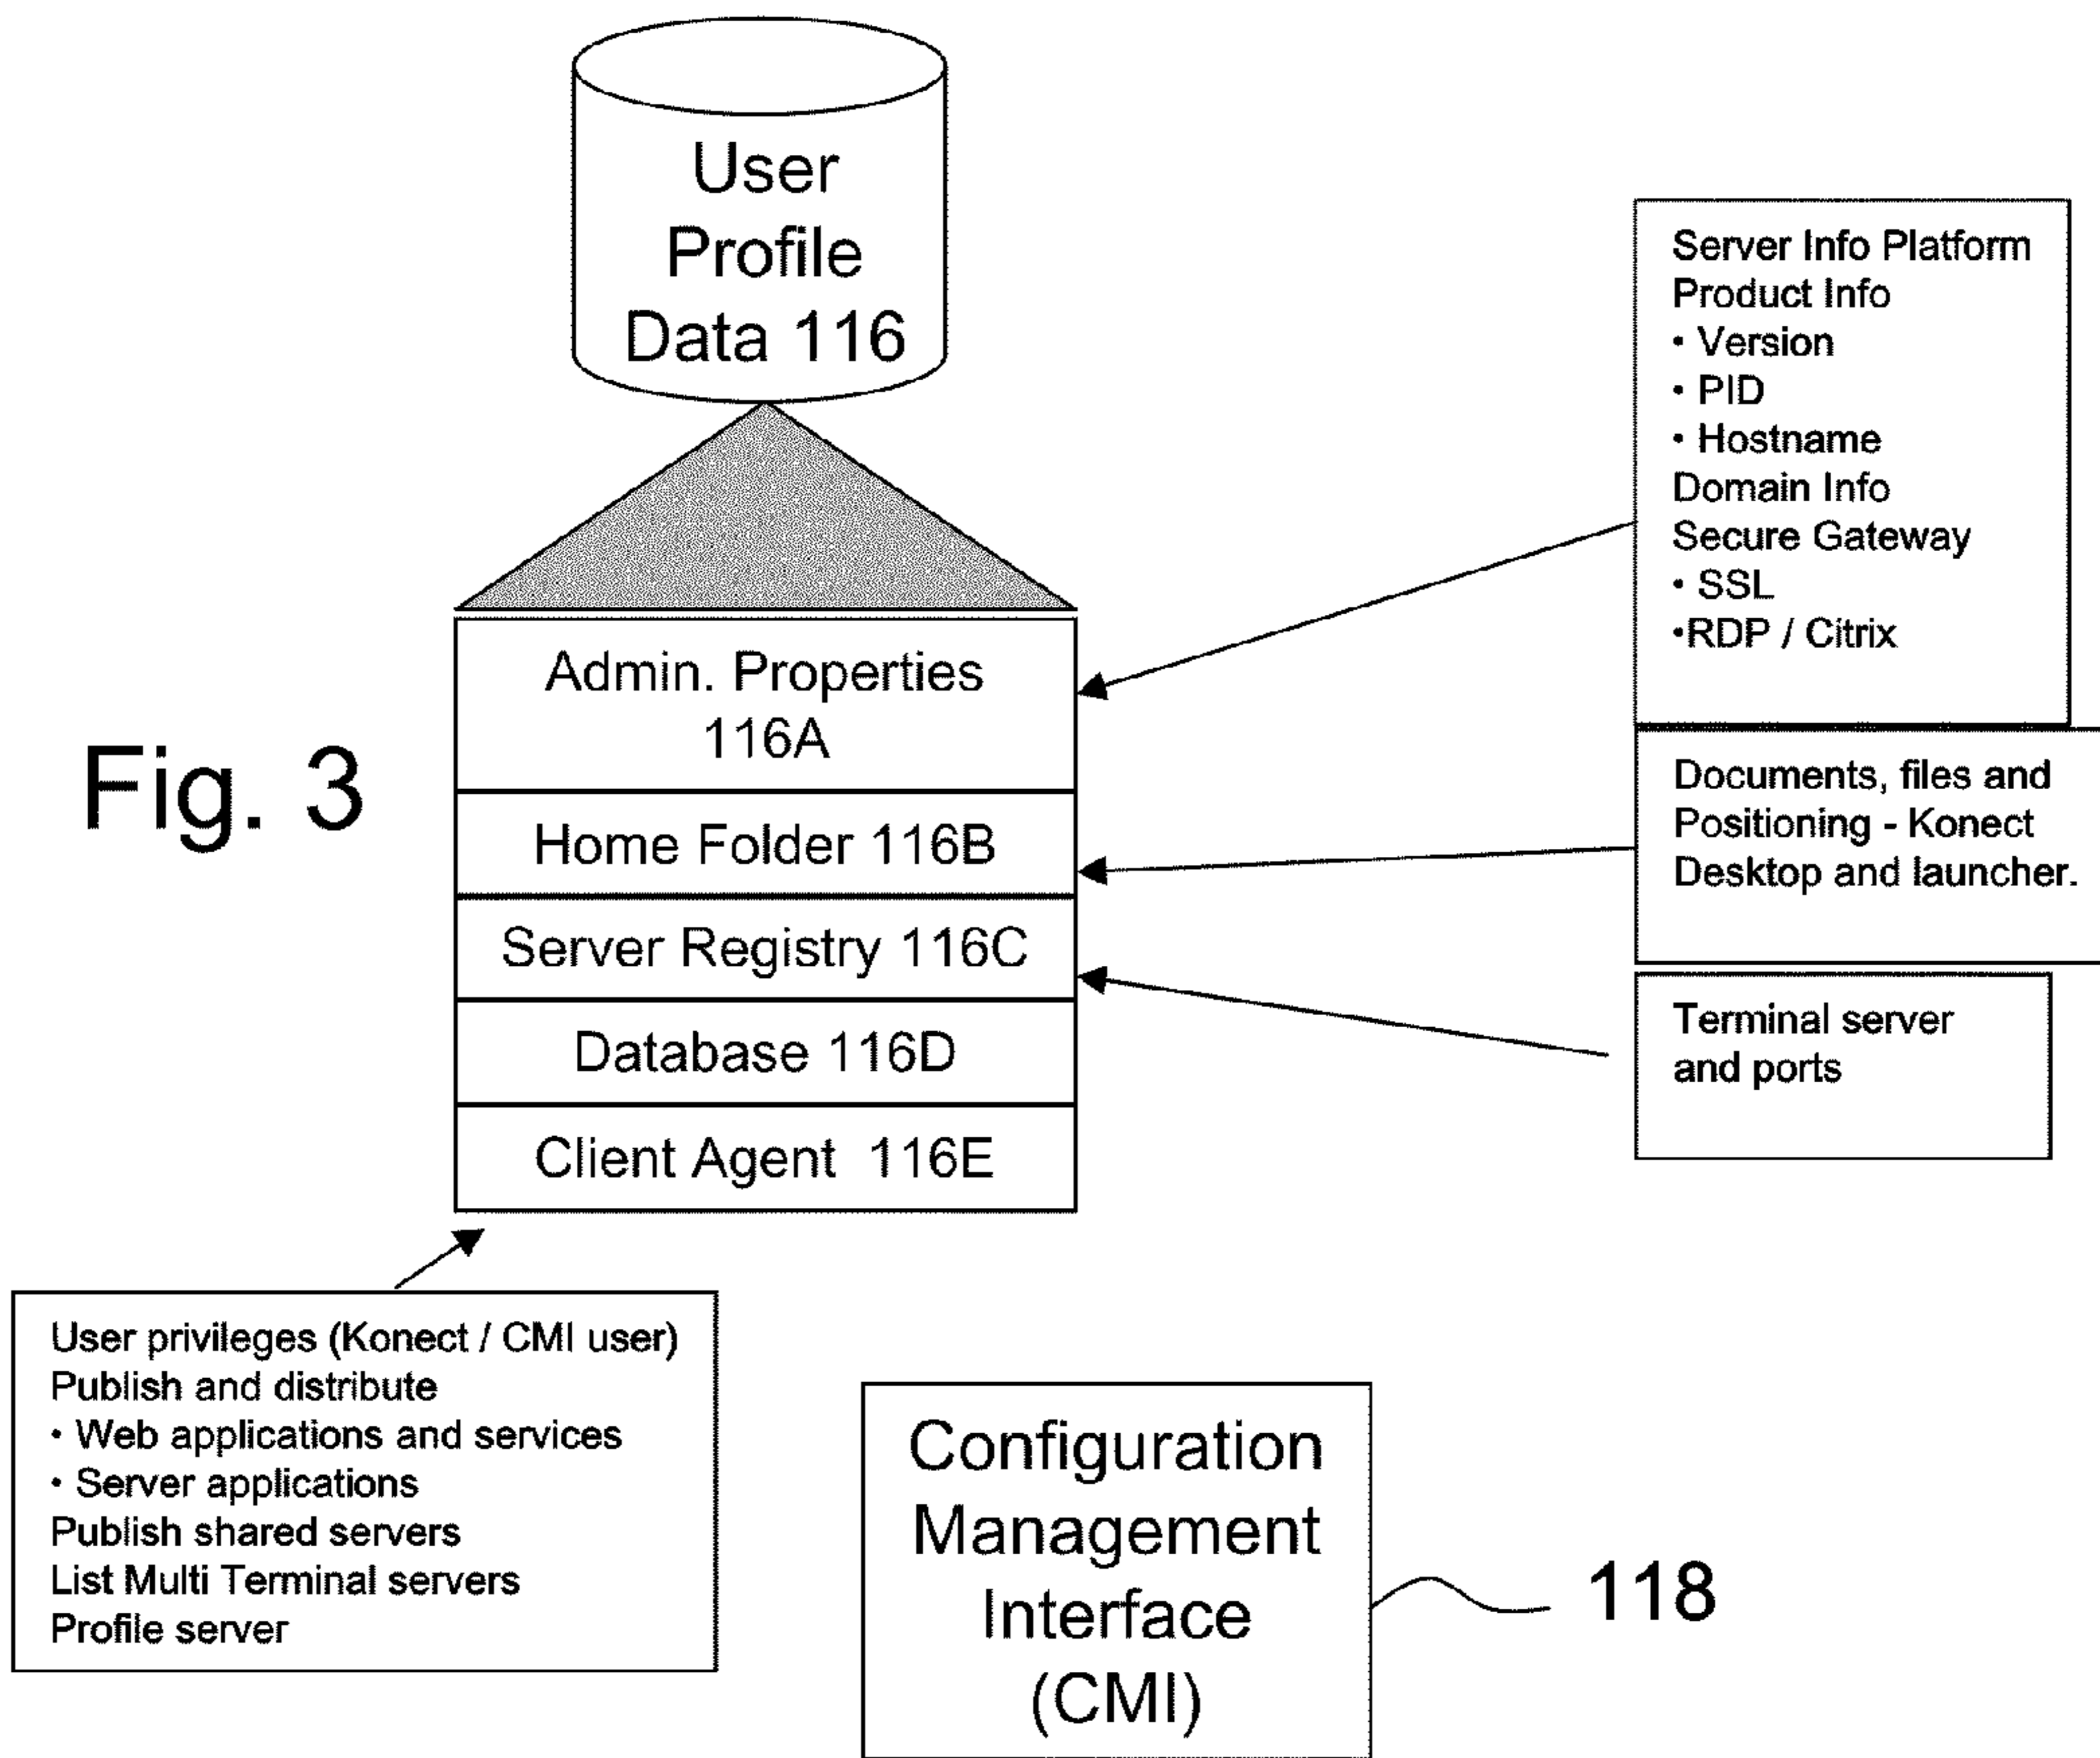 User
Profile
Data 116
Server Info Platform
Product Info
• Version
• PID
• Hostname
Domain Info
Secure Gateway
• SSL
•RDP / Citrix
Fig. 3
Admin. Properties
116A
Home Folder 116B
Server Registry 116C
Database 116D
Client Agent 116E
Documents, files and
Positioning - Konect
Desktop and launcher.
Terminal server
and ports
User privileges (Konect / CMI user)
Publish and distribute
• Web applications and services
• Server applications
Publish shared servers
List Multi Terminal servers
Profile server
Configuration
Management
Interface
(CMI)
118